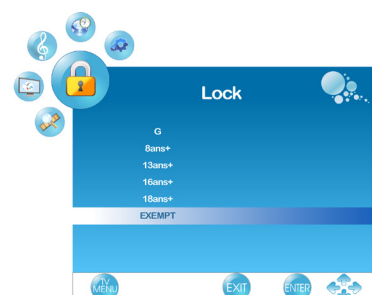 Lock
G
8ans+
13ans+
16ans+
18ans+
EXEMPT
TV
MENU
EXIT
ENTER